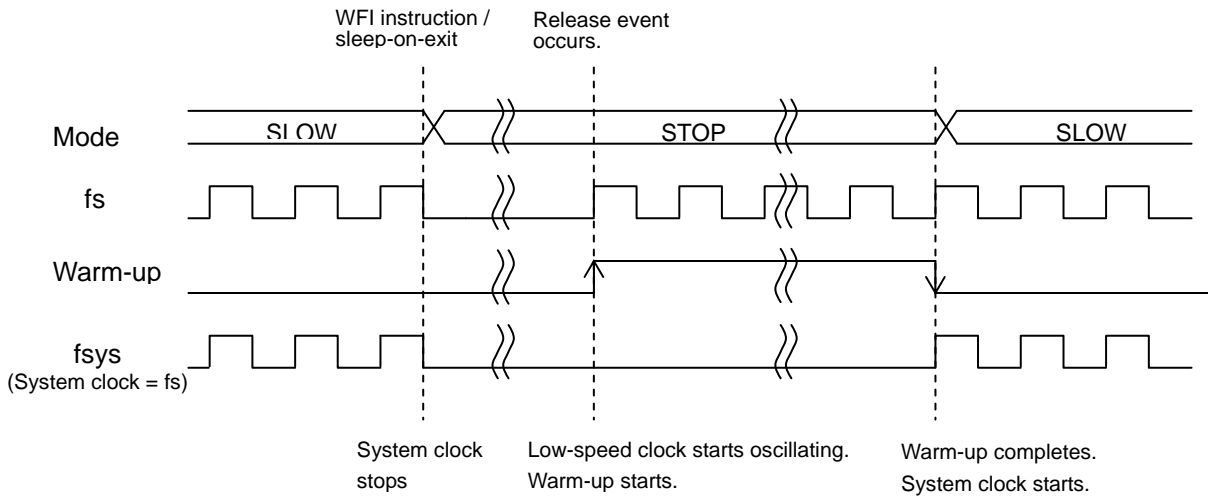 WFI instruction /
sleep-on-exit
Release event
occurs.
Mode
SLOW
STOP
SLOW
fs
Warm-up
fsys
(System clock = fs)
System clock
stops
Low-speed clock starts oscillating.
Warm-up starts.
Warm-up completes.
System clock starts.